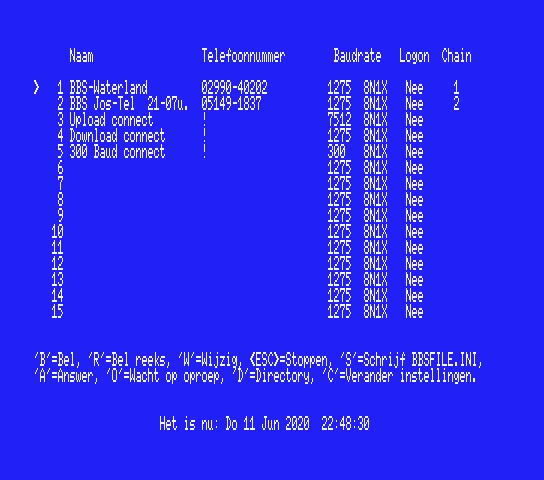 Naam Telefoonnummer Baudrate Logon Chain
> 1 BBS-Waterland 02990-40202 1275 8N1X Nee 1
2 BBS Jos-Tel 21-07u. 05149-1837 1275 8N1X Nee 2
3 Upload connect ! 7512 8N1X Nee
4 Download connect ! 1275 8N1X Nee
5 300 Baud connect ! 300 8N1X Nee
6 1275 8N1X Nee
7 1275 8N1X Nee
8 1275 8N1X Nee
9 1275 8N1X Nee
10 1275 8N1X Nee
11 1275 8N1X Nee
12 1275 8N1X Nee
13 1275 8N1X Nee
14 1275 8N1X Nee
15 1275 8N1X Nee
'B'=Bel, 'R'=Bel reeks, 'W'=Wijzig, <ESC>=Stoppen, 'S'=Schrijf BBSFILE.INI,
'A'=Answer, 'O'=Wacht op oproep, 'D'=Directory, 'C'=Verander instellingen.
Het is nu: Do 11 Jun 2020 22:48:30